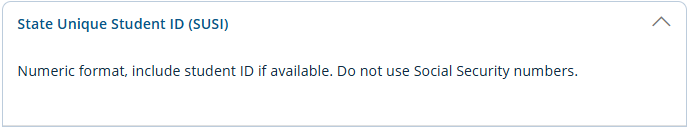 State Unique Student ID (SUSI)
Numeric format, include student ID if available. Do not use Social Security numbers.